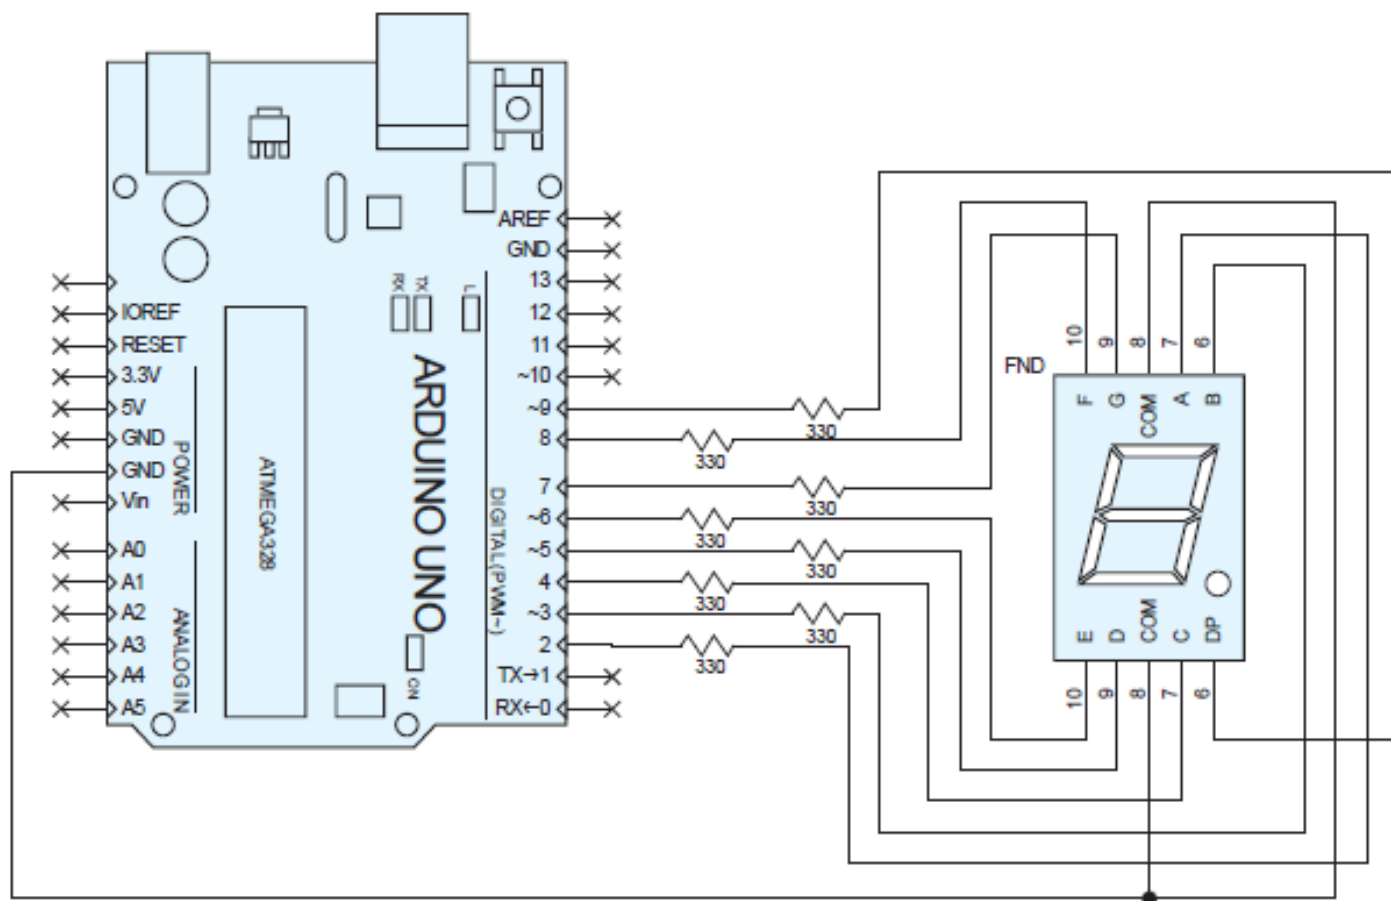 AREF
GND
13
12
11
~10
~9
8
7
~6
~5
4
~3
2
TX→1
RX←0
IOREF
RESET
3.3V
5V
GND
GND
Vin
A0
A1
A2
A3
A4
A5
POWER
ANALOG IN
ATMEGA328
RX
TX
L
ARDUINO UNO
DIGITAL(PWM~)
ON
330
330
330
330
330
330
330
330
FND
10
9
8
7
6
F
G
COM
A
B
E
D
COM
C
DP
10
9
8
7
6